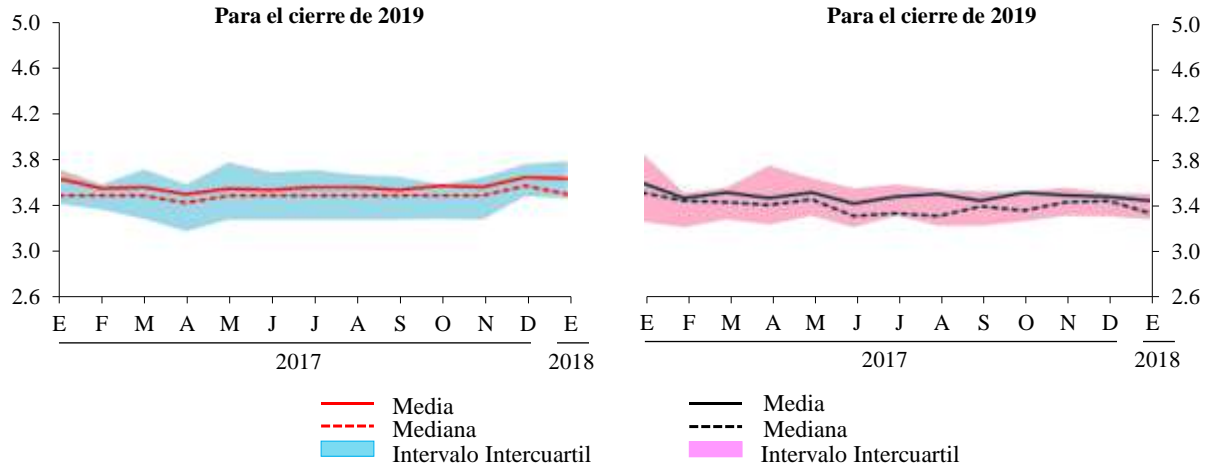 Para el cierre de 2019
5.0
4.6
4.2
3.8
3.4
3.0
2.6
E F M A M J J A S O N D E
2017 2018
Media
Mediana
Intervalo Intercuartil
Para el cierre de 2019
5.0
4.6
4.2
3.8
3.4
3.0
2.6
E F M A M J J A S O N D E
2017 2018
Media
Mediana
Intervalo Intercuartil